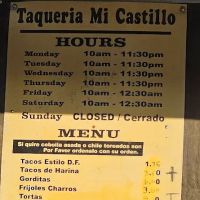 Taqueria Mi Castillo
HOURS
Monday 10am - 11:30pm
Tuesday 10am - 11:30pm
Wednesday 10am - 11:30pm
Thursday 10am - 11:30pm
Friday 10am - 12:30am
Saturday 10am - 12:30am
Sunday CLOSED / Cerrado
MENU
Si quire ceholla asada o chile toreados son
Por Favor ordenalo con su orden.
Tacos Estilo D.F.
Tacos de Harina
Gorditas
Frijoles Charros
Tortas